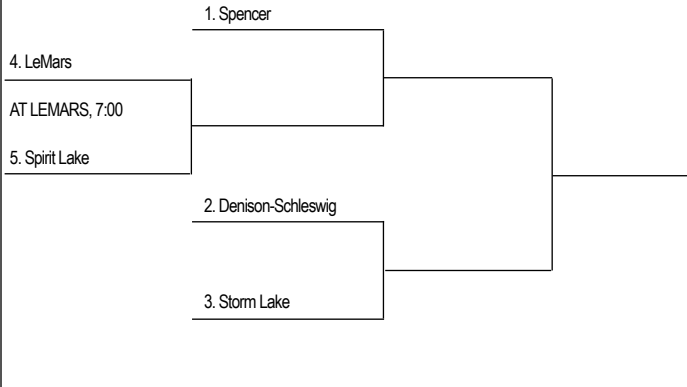 1. Spencer
4. LeMars
AT LEMARS, 7:00
5. Spirit Lake
2. Denison-Schleswig
3. Storm Lake